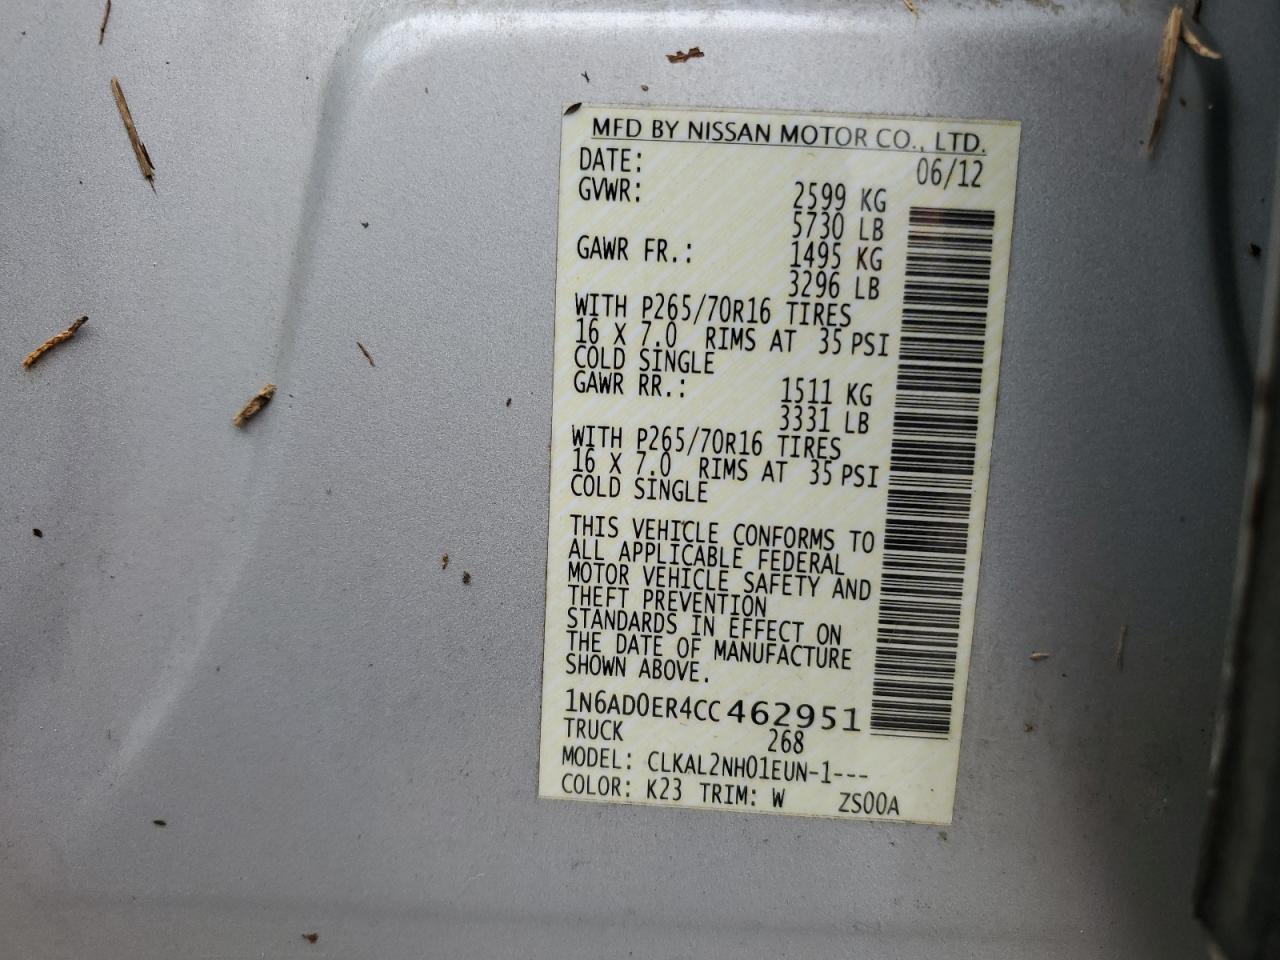 MFD BY NISSAN MOTOR CO., LTD.
DATE: 06/12
GVWR: 2599 KG
5730 LB
GAWR FR.: 1495 KG
3296 LB
WITH P265/70R16 TIRES
16 X 7.0 RIMS AT 35 PSI
COLD SINGLE
GAWR RR.: 1511 KG
3331 LB
WITH P265/70R16 TIRES
16 X 7.0 RIMS AT 35 PSI
COLD SINGLE
THIS VEHICLE CONFORMS TO
ALL APPLICABLE FEDERAL
MOTOR VEHICLE SAFETY AND
THEFT PREVENTION
STANDARDS IN EFFECT ON
THE DATE OF MANUFACTURE
SHOWN ABOVE.
1N6AD0ER4CC462951
TRUCK 268
MODEL: CLKAL2NH01EUN-1---
COLOR: K23 TRIM: W ZS00A